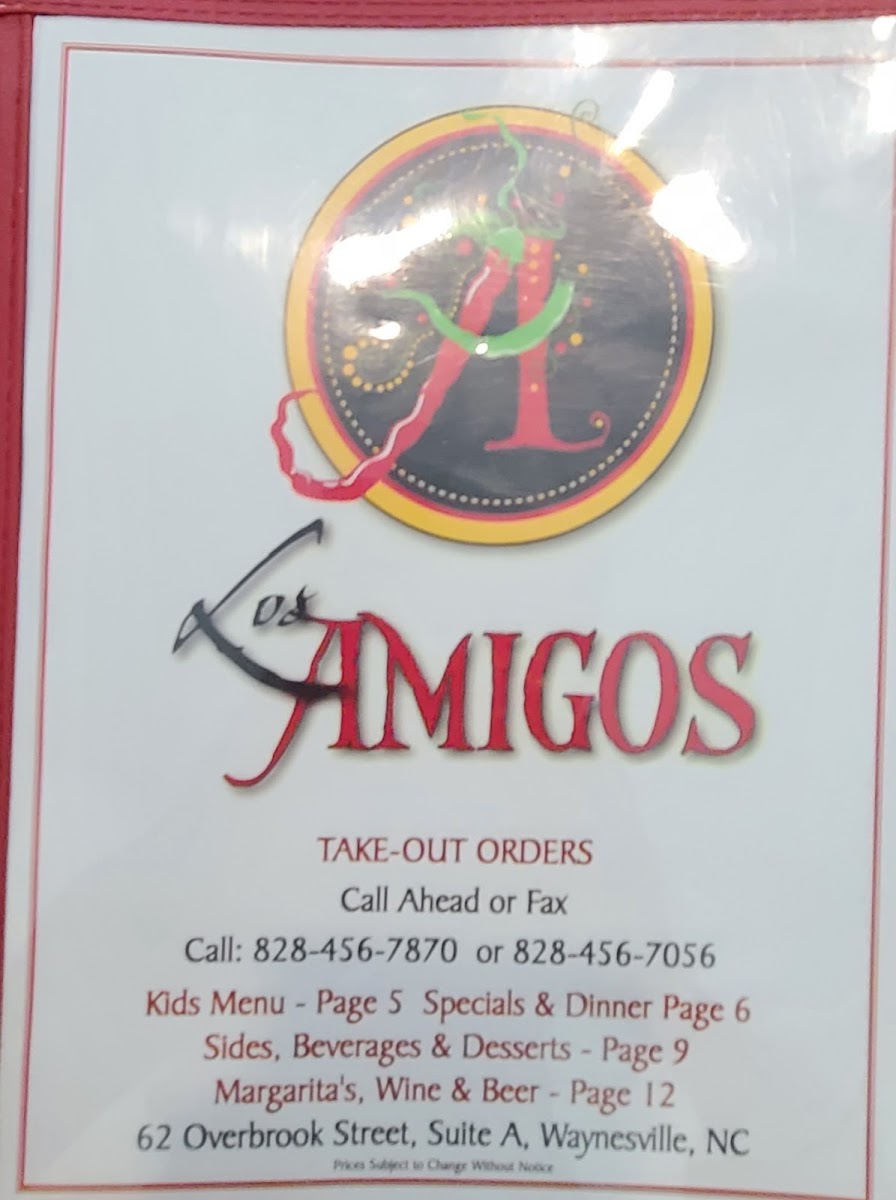 Los
AMIGOS
TAKE-OUT ORDERS
Call Ahead or Fax
Call: 828-456-7870 or 828-456-7056
Kids Menu - Page 5 Specials & Dinner Page 6
Sides, Beverages & Desserts - Page 9
Margarita's, Wine & Beer - Page 12
62 Overbrook Street, Suite A, Waynesville, NC
Prices Subject to Change Without Notice